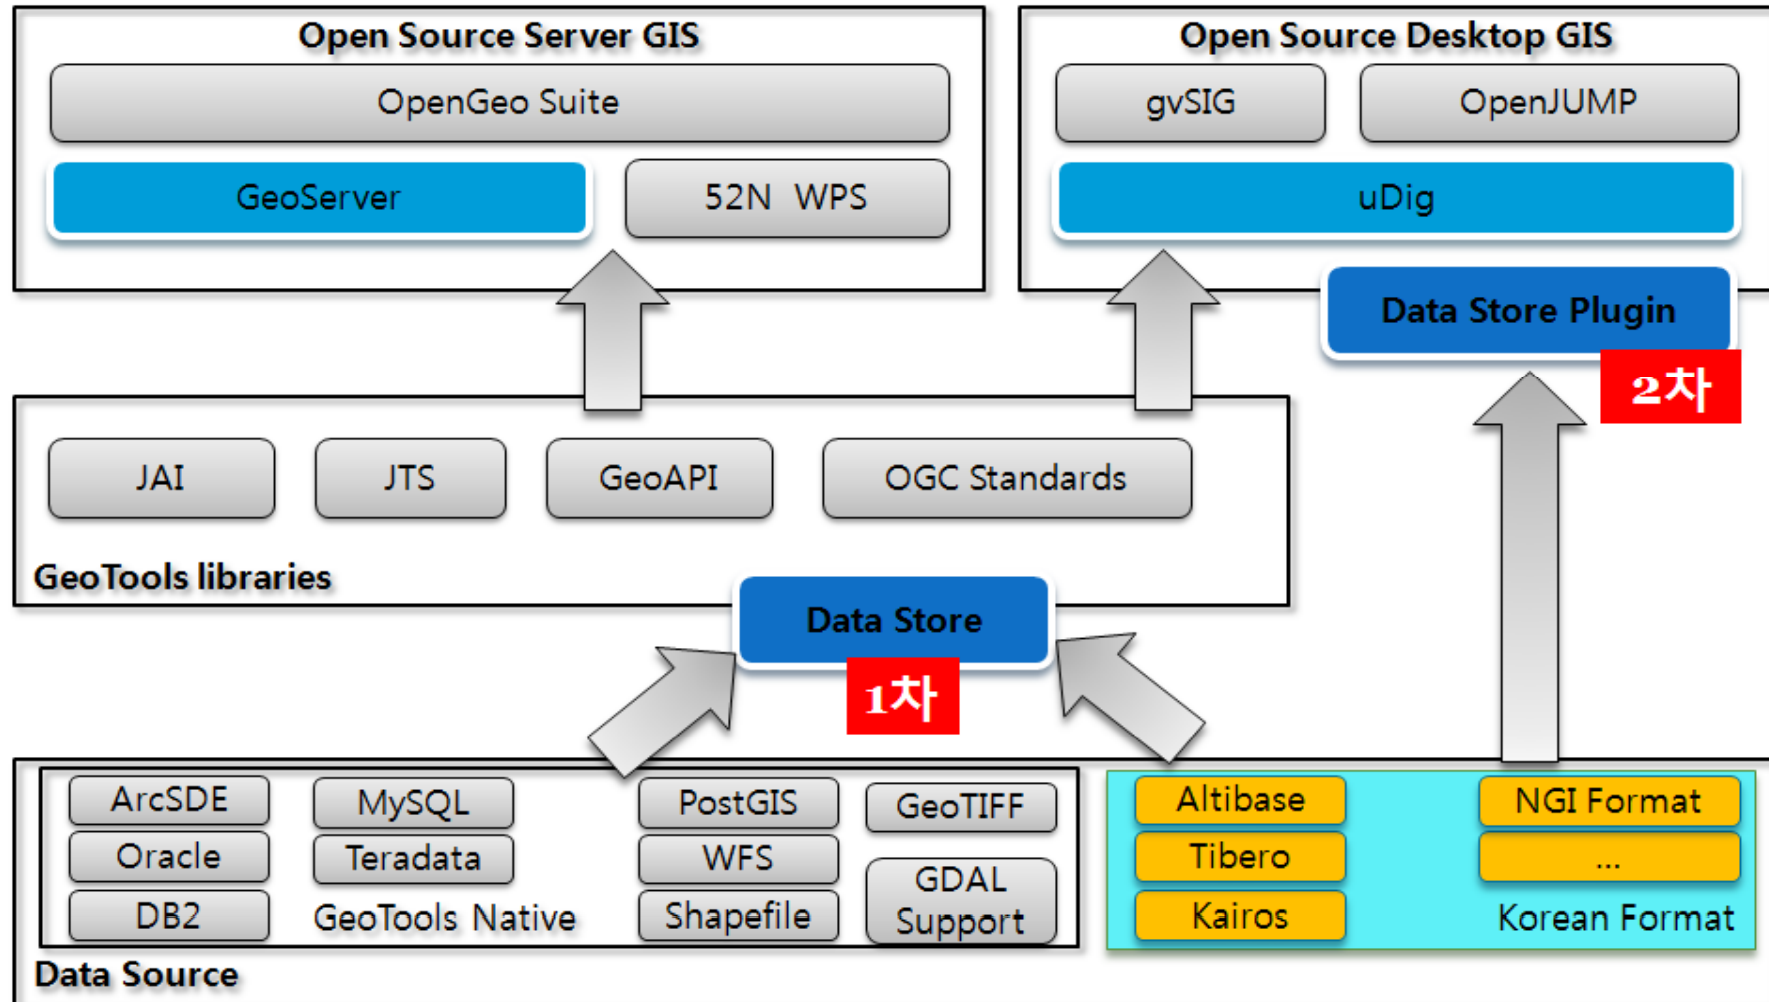 Open Source Server GIS
OpenGeo Suite
GeoServer
52N WPS
Open Source Desktop GIS
gvSIG
OpenJUMP
uDig
Data Store Plugin
2차
JAI
JTS
GeoAPI
OGC Standards
GeoTools libraries
Data Store
1차
ArcSDE
MySQL
PostGIS
GeoTIFF
Oracle
Teradata
WFS
GDAL
Support
DB2
GeoTools Native
Shapefile
Altibase
NGI Format
Tibero
...
Kairos
Korean Format
Data Source